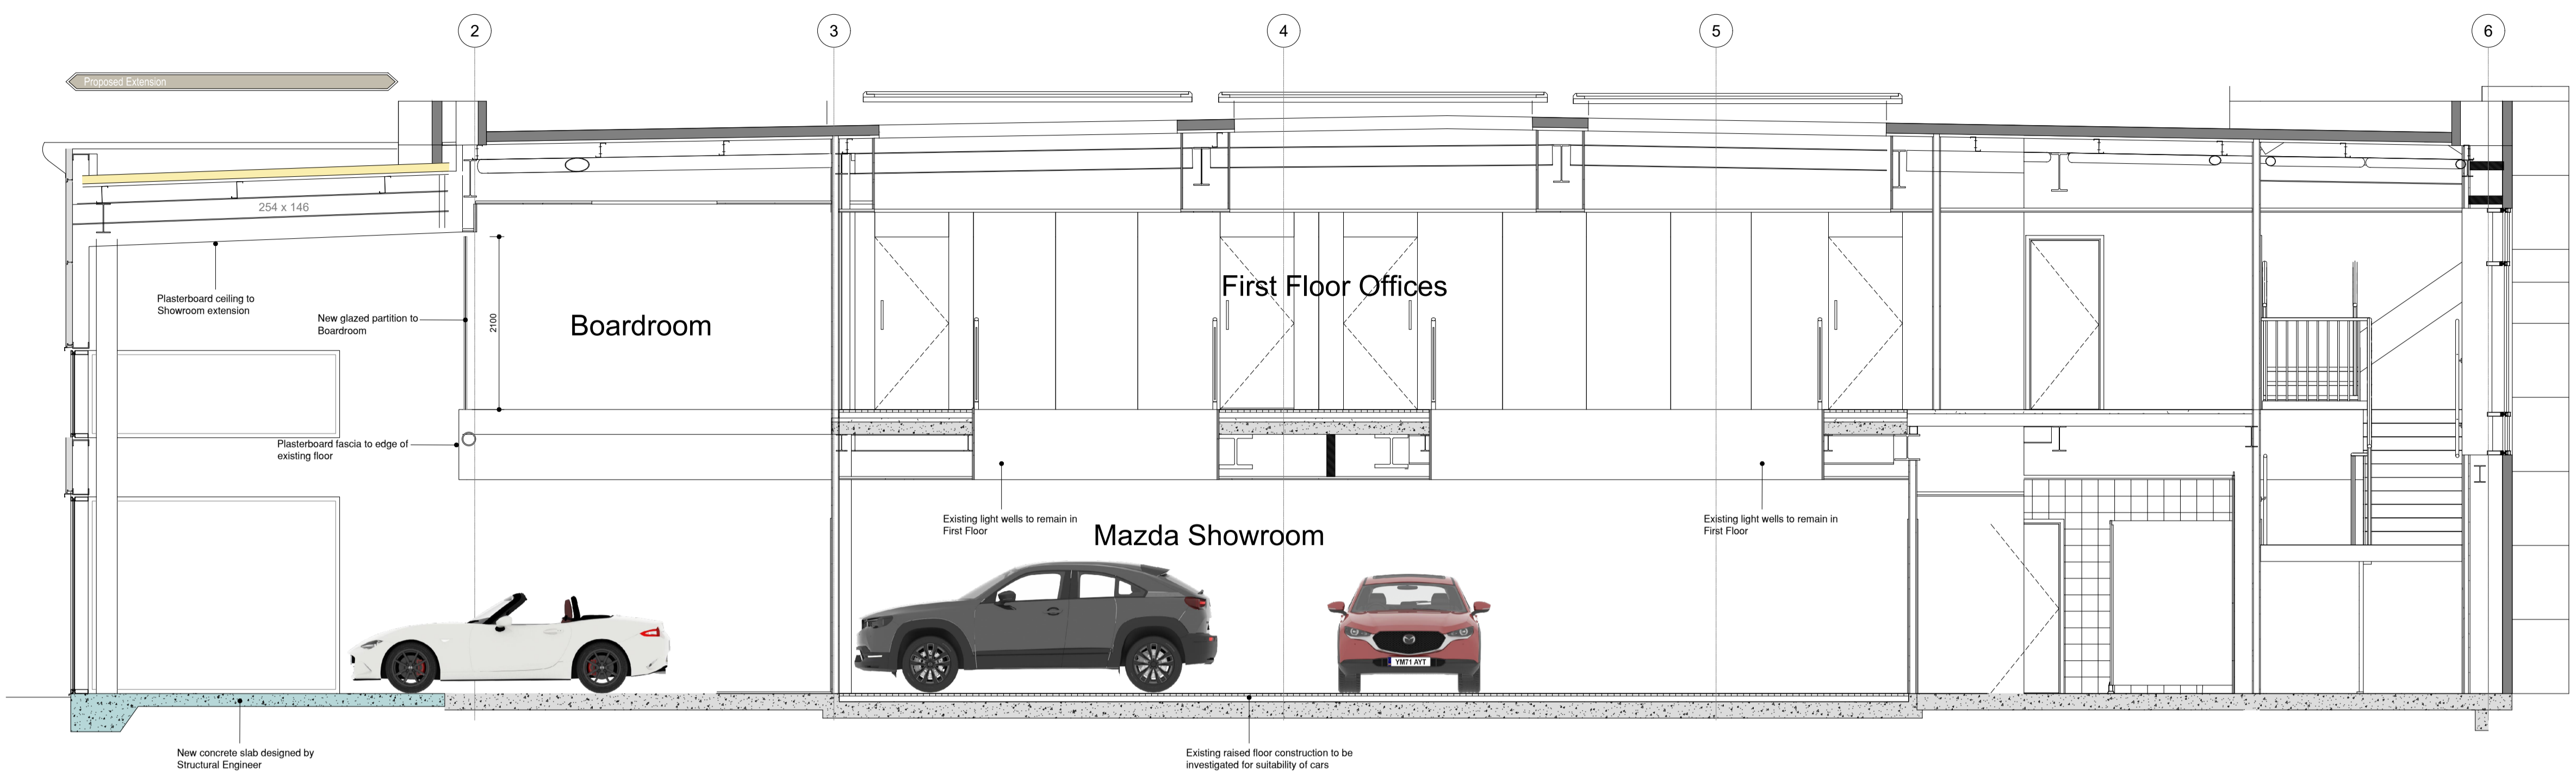 2
3
4
5
6
Proposed Extension
254 x 146
Plasterboard ceiling to
Showroom extension
New glazed partition to
Boardroom
2100
Boardroom
First Floor Offices
Plasterboard fascia to edge of
existing floor
Existing light wells to remain in
First Floor
Mazda Showroom
Existing light wells to remain in
First Floor
YM71 AYT
New concrete slab designed by
Structural Engineer
Existing raised floor construction to be
investigated for suitability of cars